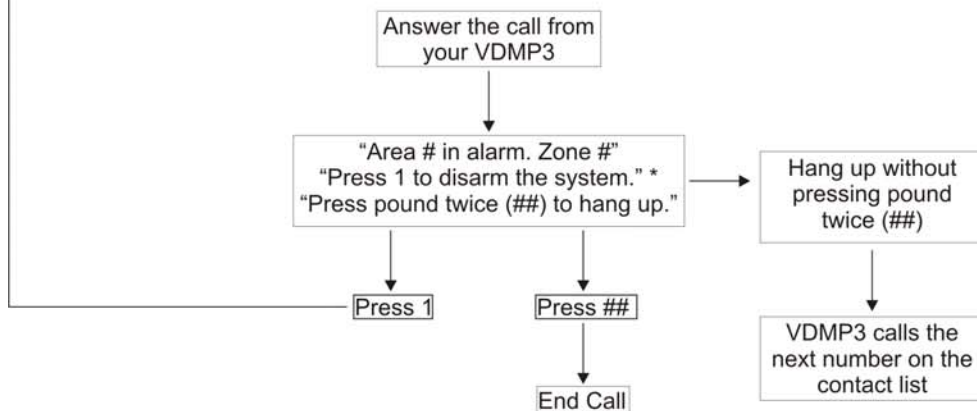 Answer the call from
your VDMP3
“Area # in alarm. Zone #”
“Press 1 to disarm the system.” *
“Press pound twice (##) to hang up.”
Hang up without
pressing pound
twice (##)
Press 1
Press ##
VDMP3 calls the
next number on the
contact list
End Call